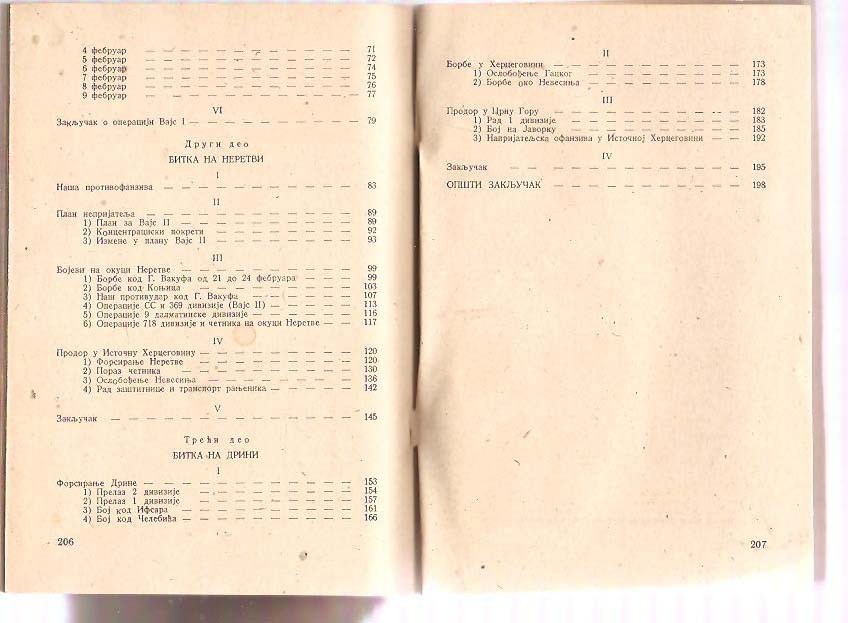 4 фебруар — — — — — — — — — — — 71
5 фебруар — — — — — — — — — — — 72
6 фебруар — — — — — — — — — — — 74
7 фебруар — — — — — — — — — — — 75
8 фебруар — — — — — — — — — — — 76
9 фебруар — — — — — — — — — — — 77
VI
Закључак о операцији Вајс I — — — — — — — — 79
Други део
БИТКА НА НЕРЕТВИ
I
Наша противофанзива — — — — — — — — — — 83
II
План непријатеља — — — — — — — — — — — 89
1) План за Вајс II — — — — — — — — — 89
2) Концентрациски покрети — — — — — — — 92
3) Измене у плану Вајс II — — — — — — — 93
III
Бојеви на окуци Неретве — — — — — — — — — 99
1) Борбе код Г. Вакуфа од 21 до 24 фебруара — — — 99
2) Борбе код Коњица — — — — — — — — 103
3) Наш противудар код Г. Вакуфа — — — — — 107
4) Операције СС и 369 дивизије (Вајс II) — — — — 113
5) Операције 9 далматинске дивизије — — — — — 116
6) Операције 718 дивизије и четника на окуци Неретве — — 117
IV
Продор у Источну Херцеговину — — — — — — — — 120
1) Форсирање Неретве — — — — — — — — 120
2) Пораз четника — — — — — — — — — 130
3) Ослобођење Невесиња — — — — — — — 136
4) Рад заштитнице и транспорт рањеника — — — — 142
V
Закључак — — — — — — — — — — — — 145
Трећи део
БИТКА НА ДРИНИ
I
Форсирање Дрине — — — — — — — — — — 153
1) Прелаз 2 дивизије — — — — — — — — 154
2) Прелаз 1 дивизије — — — — — — — — 157
3) Бој код Ифсара — — — — — — — — — 161
4) Бој код Челебића — — — — — — — — 166
206
II
Борбе у Херцеговини — — — — — — — — — 173
1) Ослобођење Гацког — — — — — — — — 173
2) Борбе око Невесиња — — — — — — — — 178
III
Продор у Црну Гору — — — — — — — — — 182
1) Рад 1 дивизије — — — — — — — — — 183
2) Бој на Јаворку — — — — — — — — — 185
3) Напријатељска офанзива у Источној Херцеговини — — 192
IV
Закључак — — — — — — — — — — — 195
ОПШТИ ЗАКЉУЧАК — — — — — — — — — 198
207